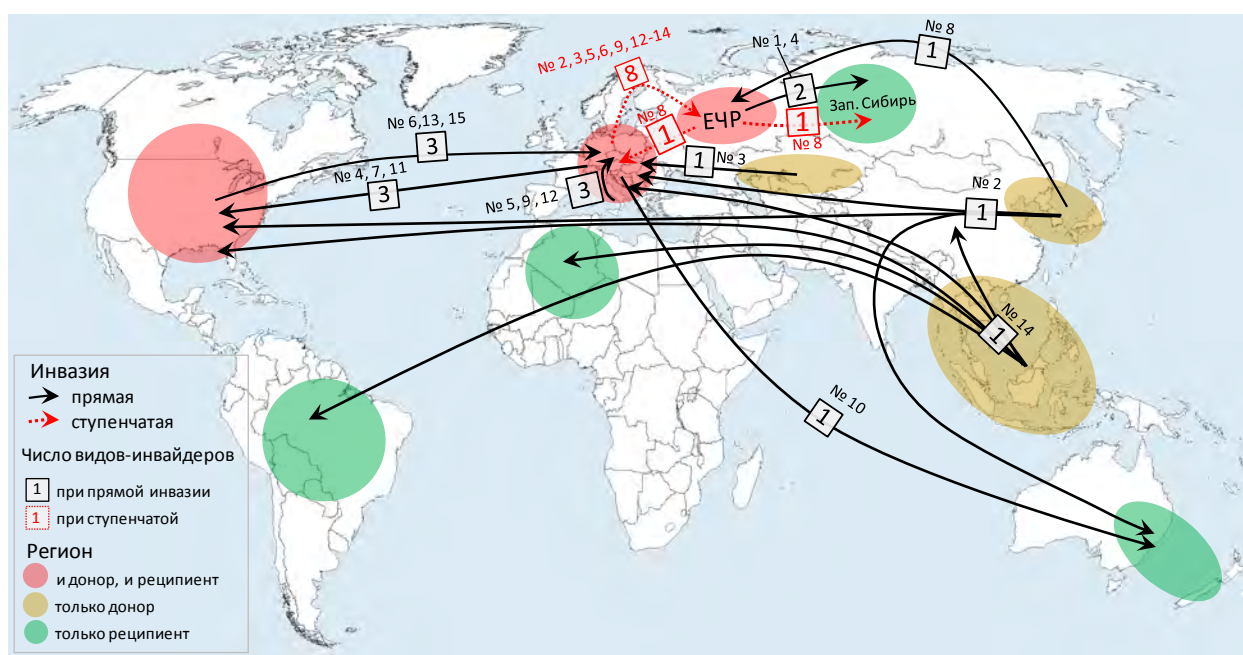 № 8
1
№ 1, 4
2
№ 2, 3,5,6,9,12-14
8
Зап. Сибирь
ЕЧР
№ 8
1
1
№ 8
№ 6,13, 15
3
1
№ 3
№ 4, 7, 11
3
№ 2
1
№ 5, 9 , 12
3
№ 14
1
№ 10
1
Инвазия
прямая
ступенчатая
Число видов-инвайдеров
1 при прямой инвазии
1 при ступенчатой
Регион
и донор, и реципиент
только донор
только реципиент